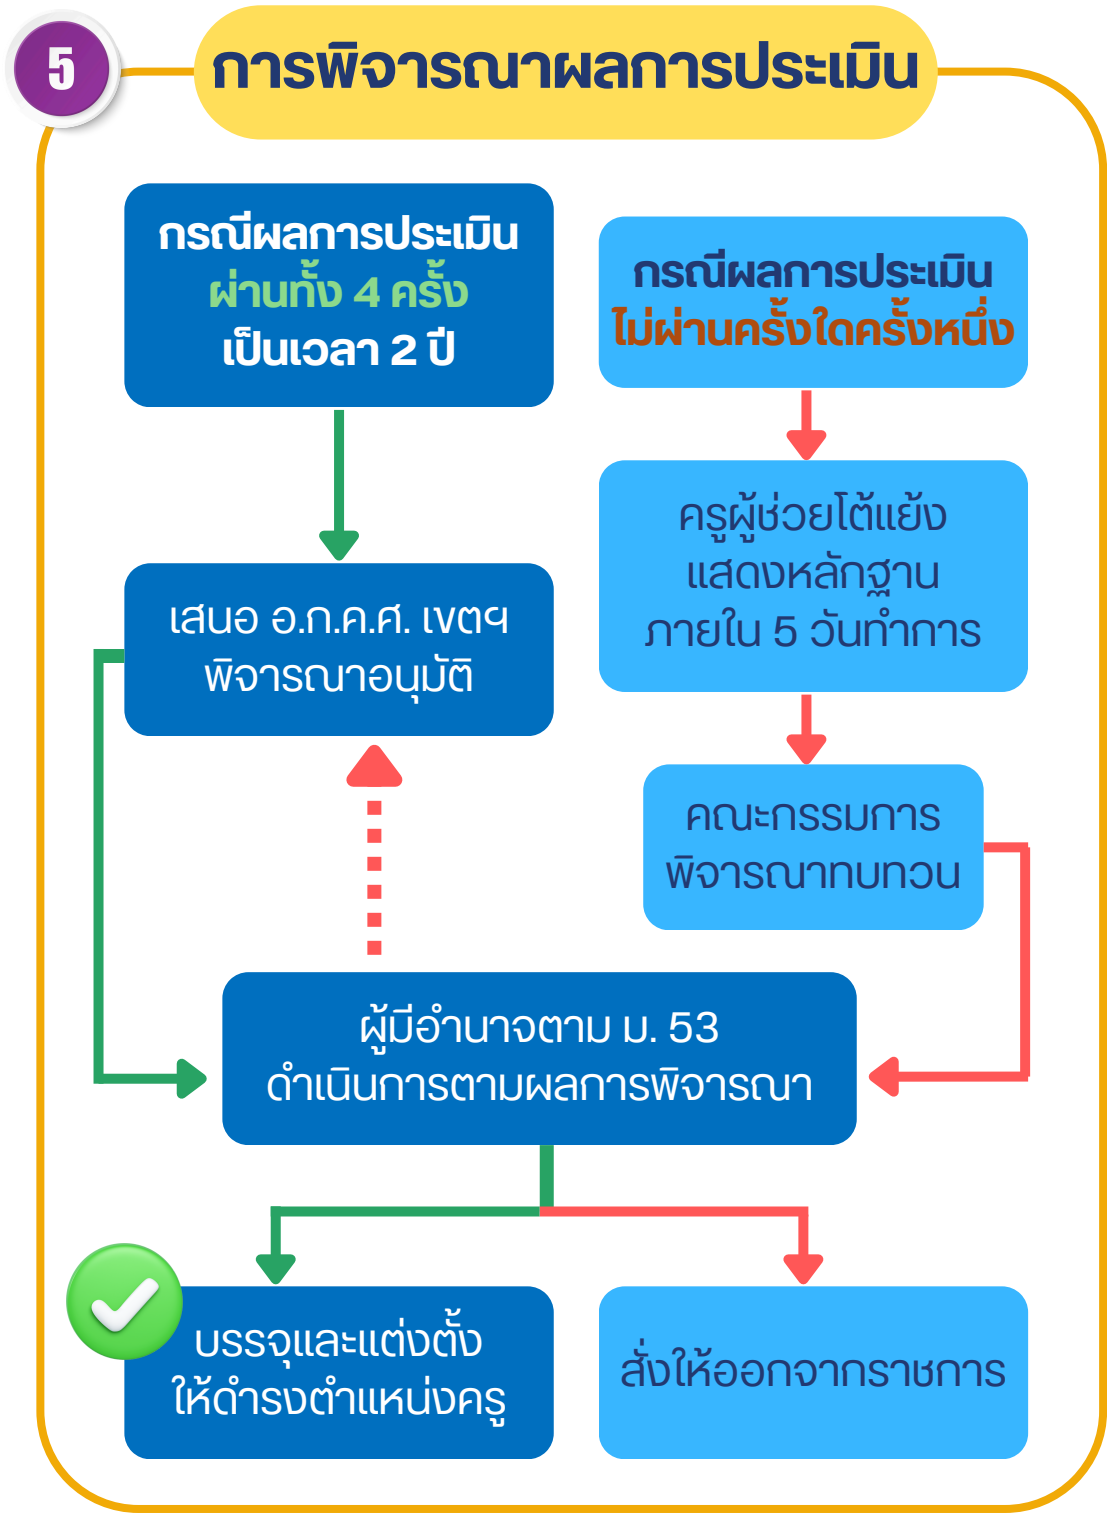 5
การพิจารณาผลการประเมิน
กรณีผลการประเมิน
ผ่านทั้ง 4 ครั้ง
เป็นเวลา 2 ปี
กรณีผลการประเมิน
ไม่ผ่านครั้งใดครั้งหนึ่ง
ครูผู้ช่วยโต้แย้ง
แสดงหลักฐาน
ภายใน 5 วันทำการ
เสนอ อ.ก.ค.ศ. เขตฯ
พิจารณาอนุมัติ
คณะกรรมการ
พิจารณาทบทวน
ผู้มีอำนาจตาม ม. 53
ดำเนินการตามผลการพิจารณา
บรรจุและแต่งตั้ง
ให้ดำรงตำแหน่งครู
สั่งให้ออกจากราชการ